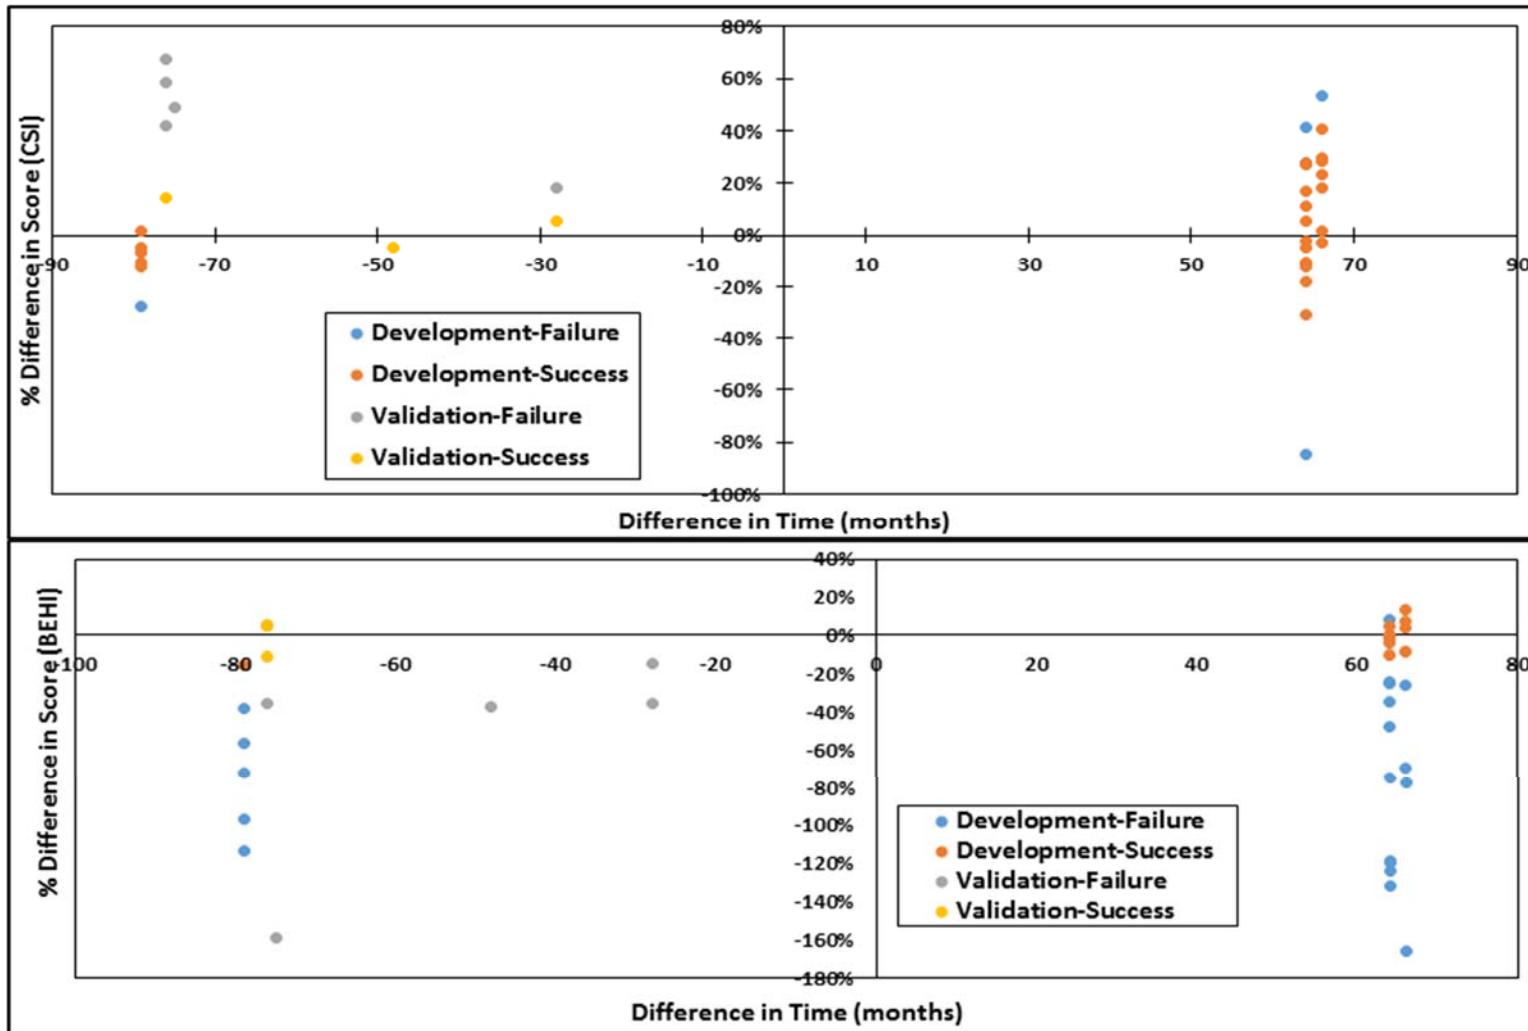 80%
60%
40%
20%
0%
-90 -70 -50 -30 -10 10 30 50 70 90
-20%
-40%
-60%
-80%
-100%
% Difference in Score (CSI)
Development-Failure
Development-Success
Validation-Failure
Validation-Success
Difference in Time (months)
40%
20%
0%
-100 -80 -60 -40 -20 0 20 40 60 80
-20%
-40%
-60%
-80%
-100%
-120%
-140%
-160%
-180%
% Difference in Score (BEHI)
Development-Failure
Development-Success
Validation-Failure
Validation-Success
Difference in Time (months)